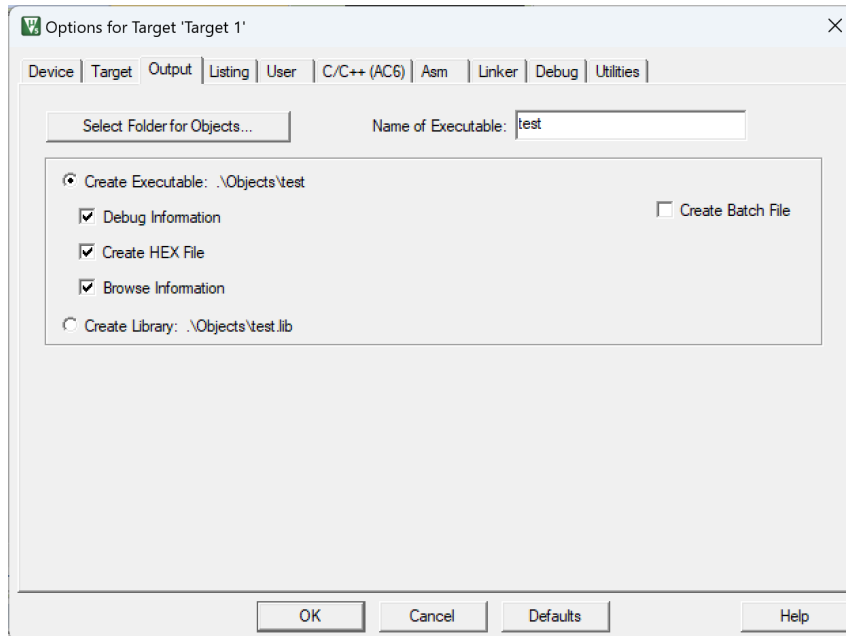 Options for Target 'Target 1'
Device Target Output Listing User C/C++ (AC6) Asm Linker Debug Utilities
Select Folder for Objects... Name of Executable: test
Create Executable: .\Objects\test
Debug Information Create Batch File
Create HEX File
Browse Information
Create Library: .\Objects\test.lib
OK Cancel Defaults Help